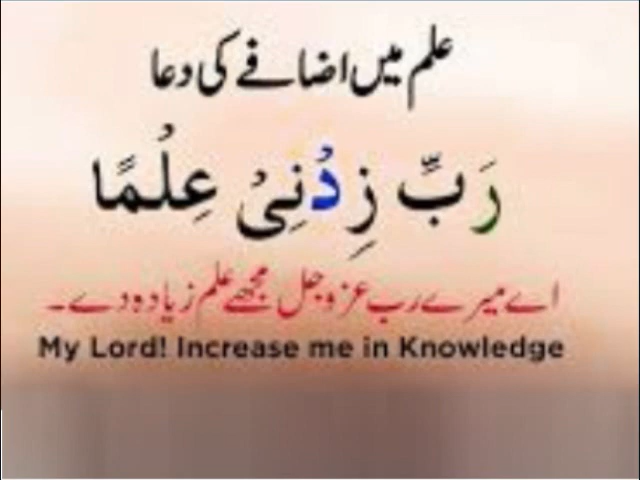 علم میں اضافے کی دعا
رَبِّ زِدْنِیْ عِلْمًا
اے میرے رب عزوجل مجھے علم زیادہ دے۔
My Lord! Increase me in Knowledge